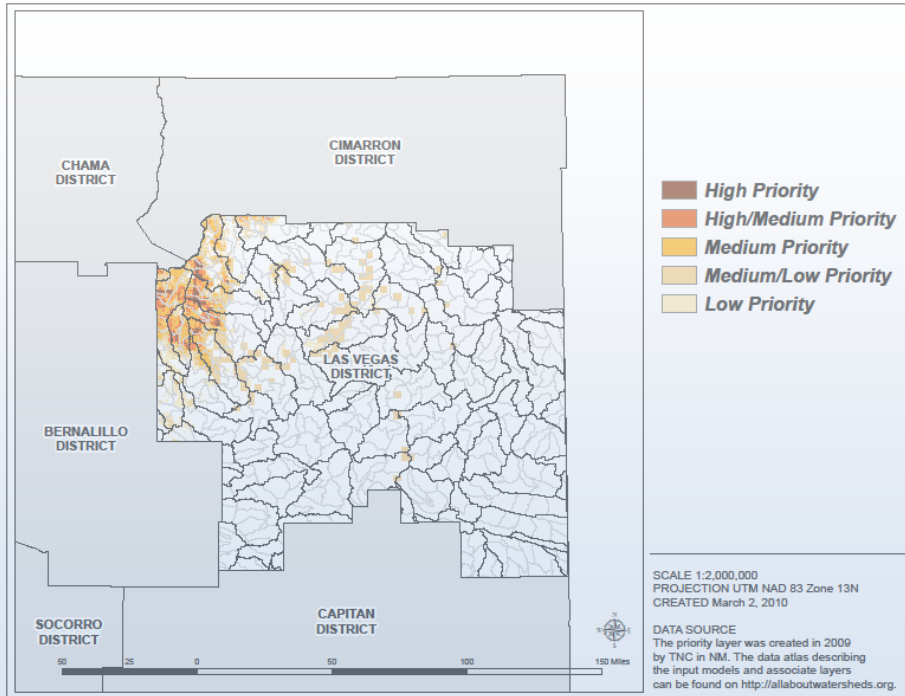 CIMARRON
DISTRICT
CHAMA
DISTRICT
High Priority
High/Medium Priority
Medium Priority
Medium/Low Priority
Low Priority
LAS VEGAS
DISTRICT
BERNALILLO
DISTRICT
CAPITAN
DISTRICT
SOCORRO
DISTRICT
N
W
E
S
50 25 0 50 100 150 Miles
SCALE 1:2,000,000
PROJECTION UTM NAD 83 Zone 13N
CREATED March 2, 2010
DATA SOURCE
The priority layer was created in 2009
by TNC in NM. The data atlas describing
the input models and associate layers
can be found on http://allaboutwatersheds.org.